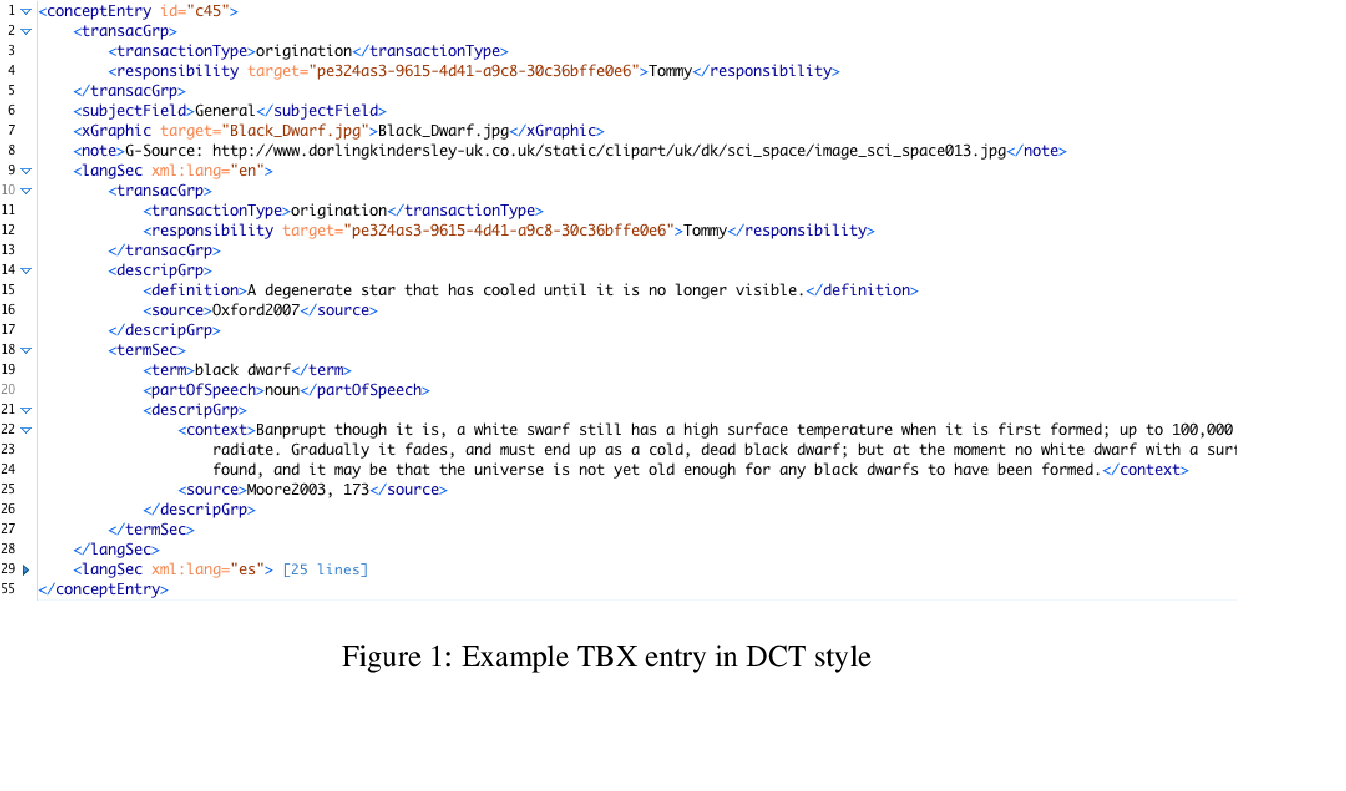 1 <conceptEntry id="c45">
2 <transacGrp>
3 <transactionType>origination</transactionType>
4 <responsibility target="pe324as3-9615-4d41-a9c8-30c36bffe0e6">Tommy</responsibility>
5 </transacGrp>
6 <subjectField>General</subjectField>
7 <xGraphic target="Black_Dwarf.jpg">Black_Dwarf.jpg</xGraphic>
8 <note>G-Source: http://www.dorlingkindersley-uk.co.uk/static/clipart/uk/dk/sci_space/image_sci_space013.jpg</note>
9 <langSec xml:lang="en">
10 <transacGrp>
11 <transactionType>origination</transactionType>
12 <responsibility target="pe324as3-9615-4d41-a9c8-30c36bffe0e6">Tommy</responsibility>
13 </transacGrp>
14 <descripGrp>
15 <definition>A degenerate star that has cooled until it is no longer visible.</definition>
16 <source>Oxford2007</source>
17 </descripGrp>
18 <termSec>
19 <term>black dwarf</term>
20 <partOfSpeech>noun</partOfSpeech>
21 <descripGrp>
22 <context>Banprupt though it is, a white swarf still has a high surface temperature when it is first formed; up to 100,000
23 radiate. Gradually it fades, and must end up as a cold, dead black dwarf; but at the moment no white dwarf with a
24 found, and it may be that the universe is not yet old enough for any black dwarfs to have been formed.</context>
25 <source>Moore2003, 173</source>
26 </descripGrp>
27 </termSec>
28 </langSec>
29 <langSec xml:lang="es"> [25 lines]
55 </conceptEntry>
Figure 1: Example TBX entry in DCT style